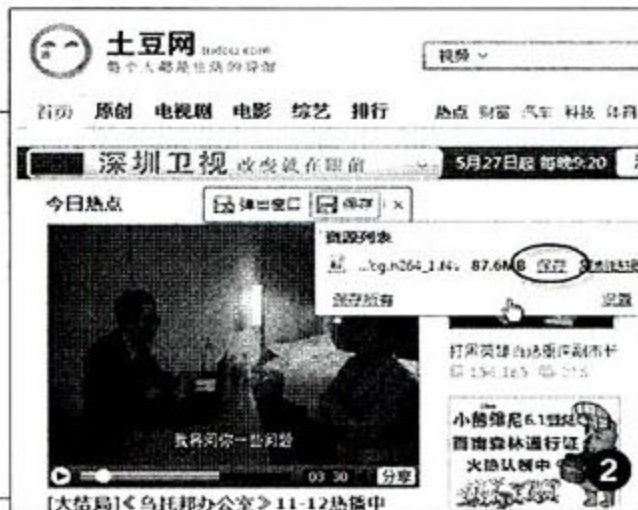 土豆网 tudou.com
每个人都是生活的导演
视频
首页 原创 电视剧 电影 综艺 排行 热点 财富 汽车 科技 体育
深圳卫视 改变就在眼前 5月27日起 每晚9:20
今日热点
弹出窗口 保存 ×
资源列表
87.6MB 保存
保存所有 设置
我将问你一些问题
03 30 分享
[大结局]《乌托邦办公室》11-12热播中
小熊维尼6.1登陆
百亩森林通行证
火热认领中
2